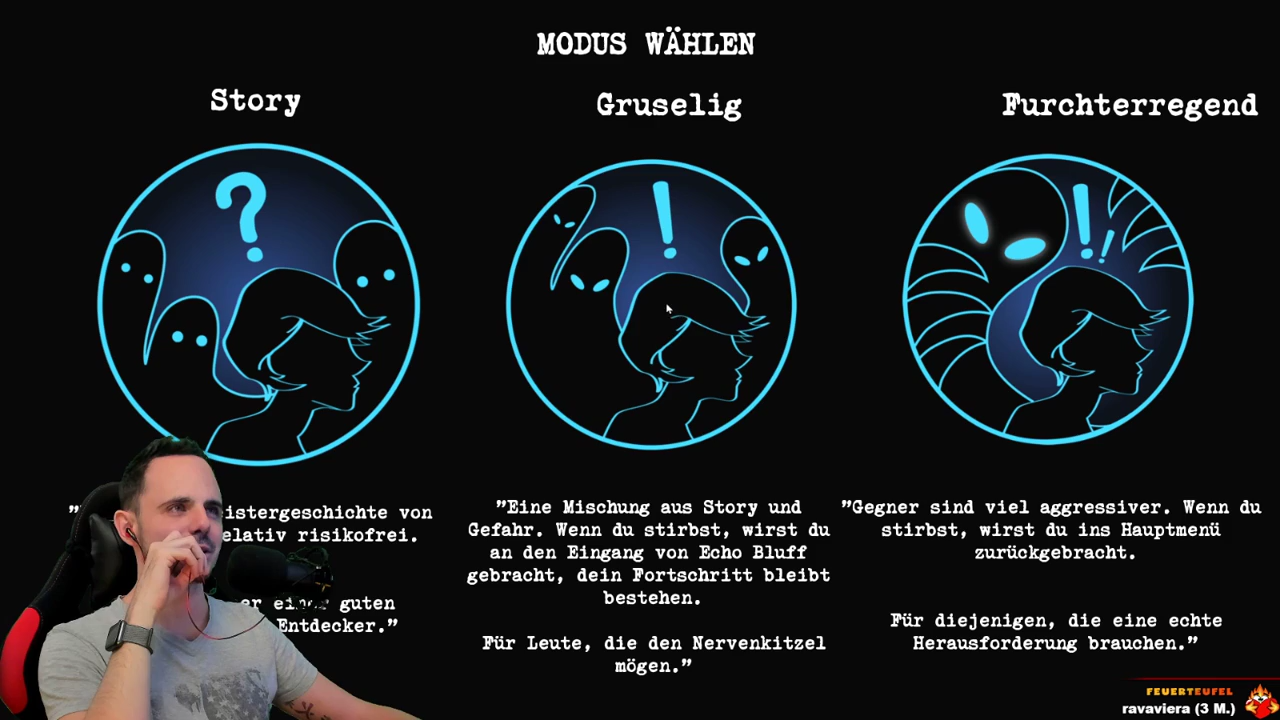 MODUS WÄHLEN
Story
Gruselig
Furchterregend
?
!
!!
istergeschichte von
elativ risikofrei.
er einer guten
Entdecker.”
”Eine Mischung aus Story und
Gefahr. Wenn du stirbst, wirst du
an den Eingang von Echo Bluff
gebracht, dein Fortschritt bleibt
bestehen.
Für Leute, die den Nervenkitzel
mögen.”
”Gegner sind viel aggressiver. Wenn du
stirbst, wirst du ins Hauptmenü
zurückgebracht.
Für diejenigen, die eine echte
Herausforderung brauchen.”
FEUERTEUFEL
ravaviera (3 M.)